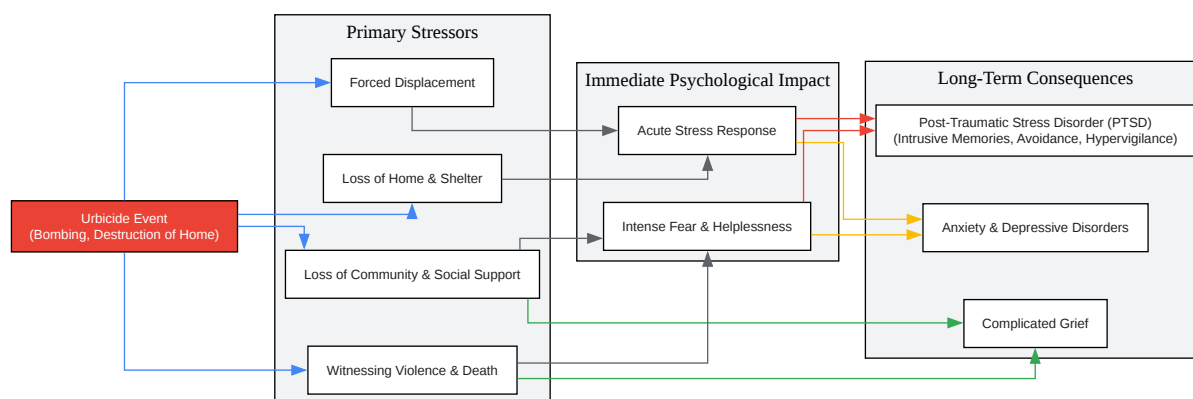 Primary Stressors
Forced Displacement
Loss of Home & Shelter
Urbicide Event
(Bombing, Destruction of Home)
Loss of Community & Social Support
Witnessing Violence & Death
Immediate Psychological Impact
Acute Stress Response
Intense Fear & Helplessness
Long-Term Consequences
Post-Traumatic Stress Disorder (PTSD)
(Intrusive Memories, Avoidance, Hypervigilance)
Anxiety & Depressive Disorders
Complicated Grief